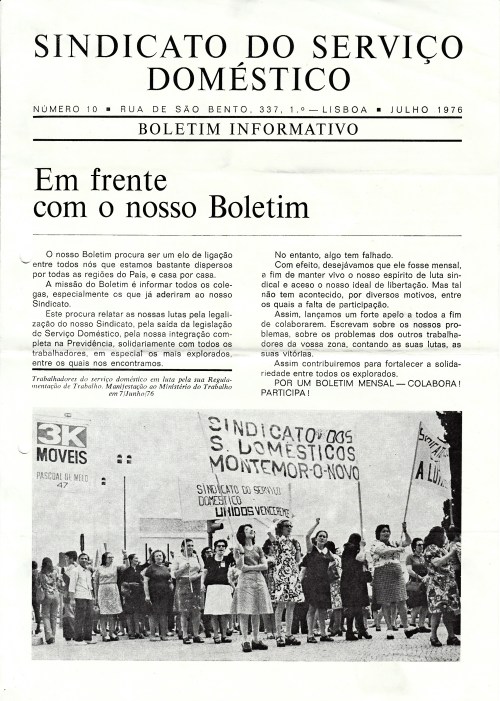 SINDICATO DO SERVIÇO
DOMÉSTICO
NÚMERO 10 ■ RUA DE SÃO BENTO, 337, 1.º — LISBOA ■ JULHO 1976
BOLETIM INFORMATIVO
Em frente
com o nosso Boletim
O nosso Boletim procura ser um elo de ligação
entre todos nós que estamos bastante dispersos
por todas as regiões do País, e casa por casa.
A missão do Boletim é informar todos os cole-
gas, especialmente os que já aderiram ao nosso
Sindicato.
Este procura relatar as nossas lutas pela legali-
zação do nosso Sindicato, pela saída da legislação
de Serviço Doméstico, pela nossa integração com-
pleta na Previdência, solidariamente com todos os
trabalhadores, em especial os mais explorados,
entre os quais nos encontramos.
Trabalhadores do serviço doméstico em luta pela sua Regula-
mentação de Trabalho. Manifestação ao Ministério do Trabalho
em 7/Junho/76
No entanto, algo tem falhado.
Com efeito, desejávamos que ele fosse mensal,
a fim de manter vivo o nosso espírito de luta sin-
dical e aceso o nosso ideal de libertação. Mas tal
não tem acontecido, por diversos motivos, entre
os quais a falta de participação.
Assim, lançamos um forte apelo a todos a fim
de colaborarem. Escrevam sobre os nossos pro-
blemas, sobre os problemas dos outros trabalha-
dores da vossa zona, contando as suas lutas, as
suas vitórias.
Assim contribuiremos para fortalecer a solida-
riedade entre todos os explorados.
POR UM BOLETIM MENSAL — COLABORA!
PARTICIPA!
3K
MOVEIS
PASCUAL DE MELO
47
SINDICATO DOS
S. DOMÉSTICOS
MONTEMOR-O-NOVO
SINDICATO DO SERVIÇO
DOMÉSTICO
UNIDOS VENCEREMOS
A LUTA